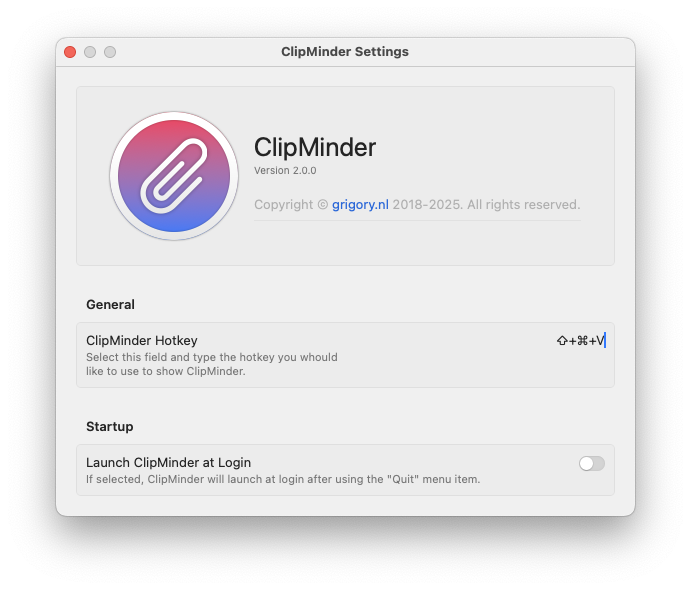 ClipMinder Settings
ClipMinder
Version 2.0.0
Copyright © grigory.nl 2018-2025. All rights reserved.
General
ClipMinder Hotkey
⇧+⌘+V
Select this field and type the hotkey you whould
like to use to show ClipMinder.
Startup
Launch ClipMinder at Login
If selected, ClipMinder will launch at login after using the "Quit" menu item.